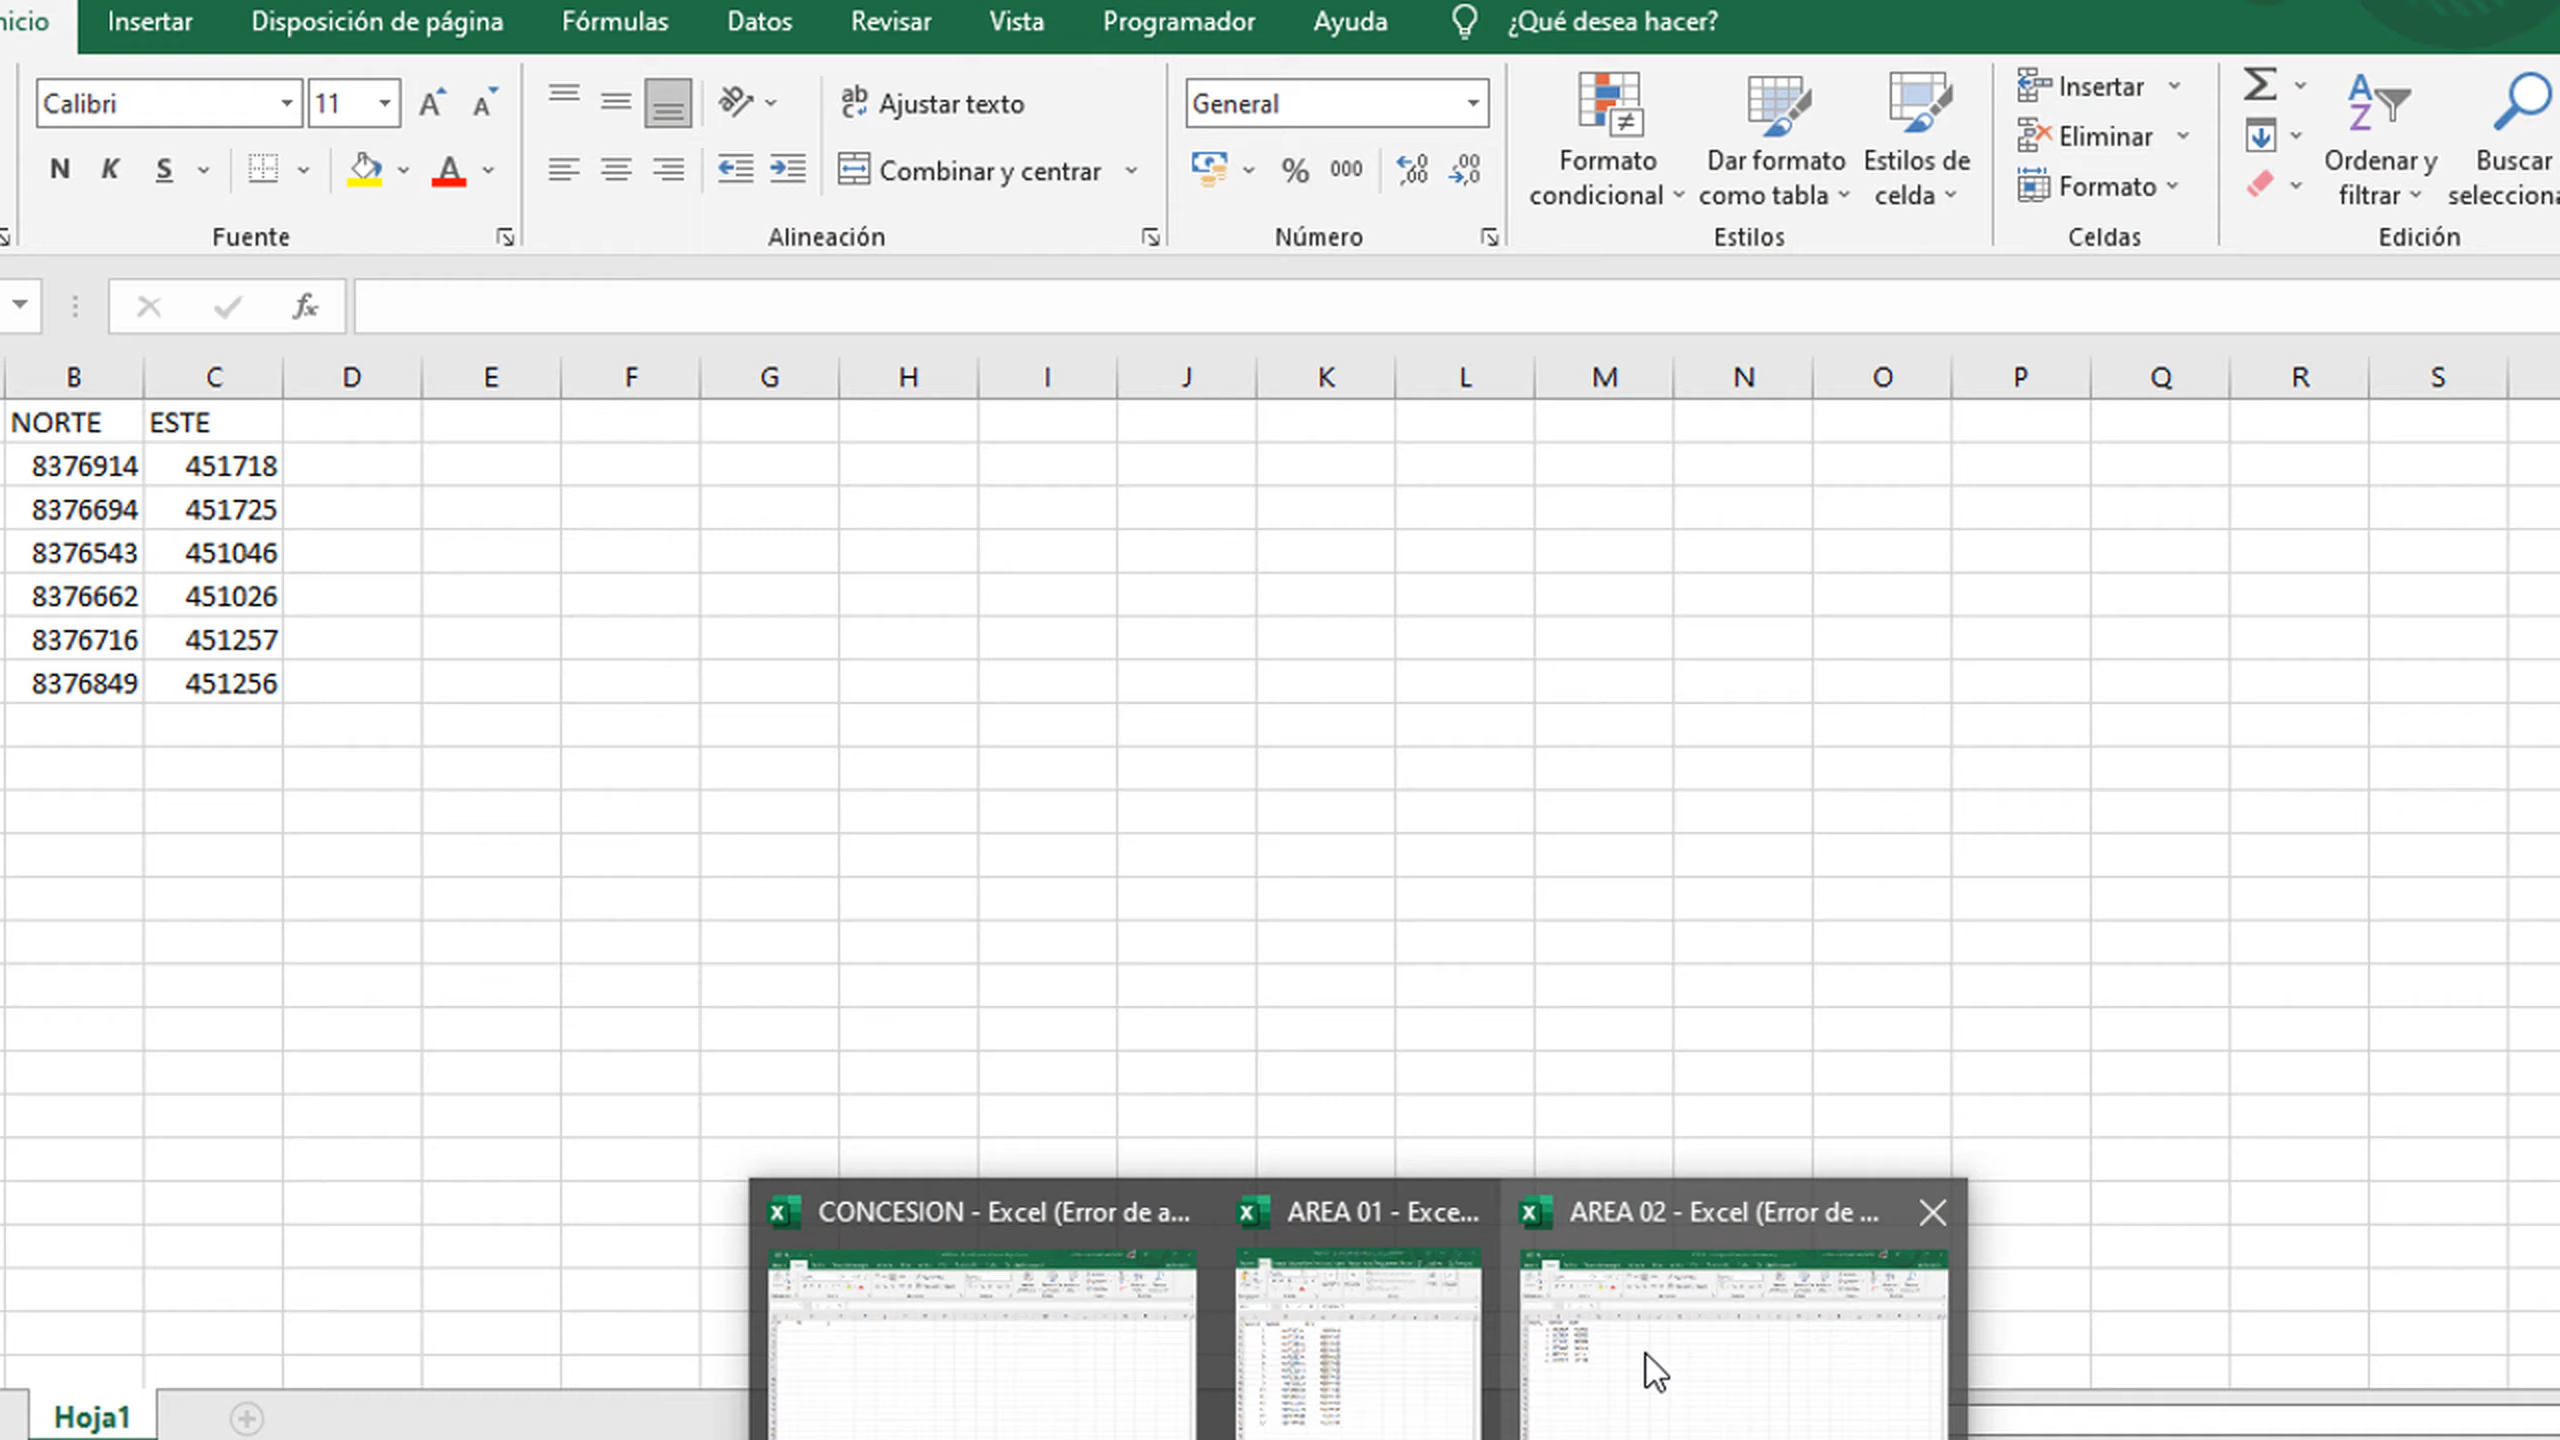 nicio Insertar Disposición de página Fórmulas Datos Revisar Vista Programador Ayuda ¿Qué desea hacer?
Calibri 11 A A ab Ajustar texto General Insertar
N K S A Combinar y centrar % 000 Formato condicional Dar formato como tabla Estilos de celda Eliminar Formato Ordenar y filtrar Buscar
Fuente Alineación Número Estilos Celdas Edición
fx
B C D E F G H I J K L M N O P Q R S
NORTE ESTE
8376914 451718
8376694 451725
8376543 451046
8376662 451026
8376716 451257
8376849 451256
CONCESION - Excel (Error de a... AREA 01 - Exce... AREA 02 - Excel (Error de ...
Hoja1